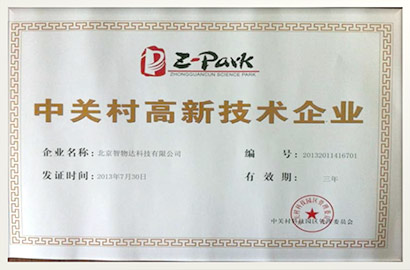 Z-Park
ZHONGGUANCUN SCIENCE PARK
中关村高新技术企业
企业名称：北京智物达科技有限公司 编 号：20132011416701
发证时间：2013年7月30日 有 效 期：三年
中关村科技园区管理委员会